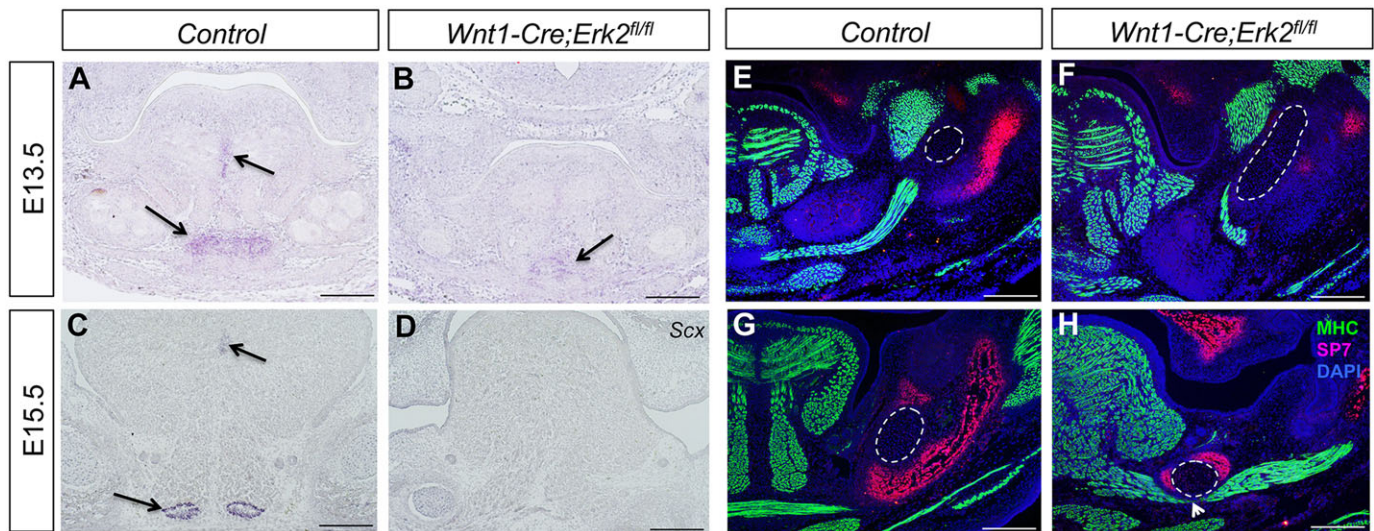 Control
Wnt1-Cre;Erk2fl/fl
Control
Wnt1-Cre;Erk2fl/fl
E13.5
A
B
E
F
E15.5
C
D
Scx
G
H
MHC
SP7
DAPI